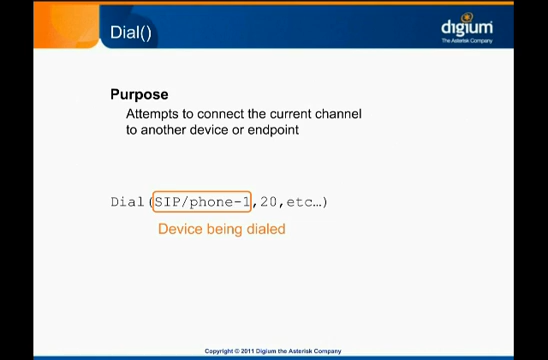 Dial()
digium
The Asterisk Company
Purpose
Attempts to connect the current channel
to another device or endpoint
Dial(SIP/phone-1,20,etc…)
Device being dialed
Copyright © 2011 Digium the Asterisk Company